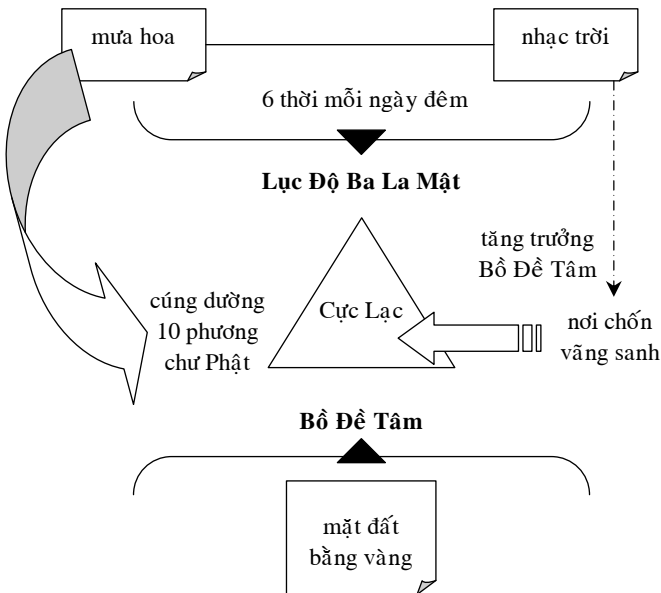 mưa hoa
nhạc trời
6 thời mỗi ngày đêm
Lục Độ Ba La Mật
tăng trưởng
Bồ Đề Tâm
cúng dường
10 phương
chư Phật
Cực Lạc
nơi chốn
vãng sanh
Bồ Đề Tâm
mặt đất
bằng vàng